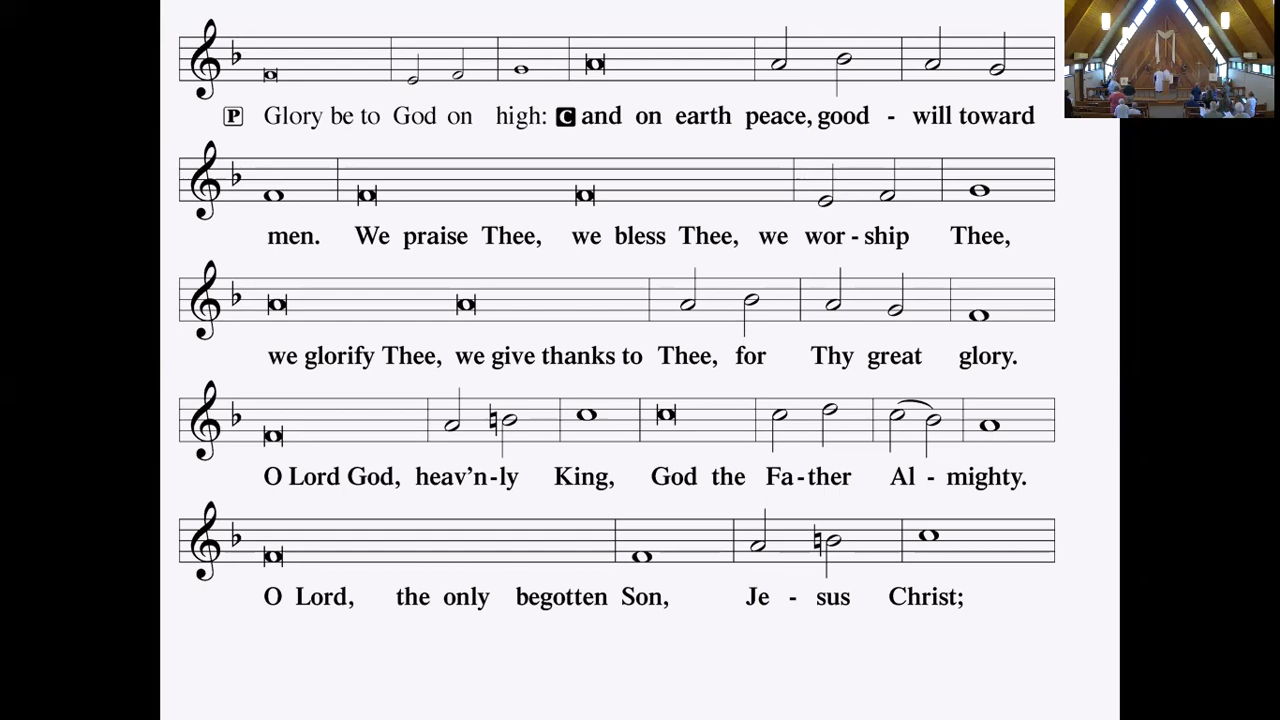 P Glory be to God on high: C and on earth peace, good - will toward
men. We praise Thee, we bless Thee, we wor - ship Thee,
we glorify Thee, we give thanks to Thee, for Thy great glory.
O Lord God, heav’n - ly King, God the Fa - ther Al - mighty.
O Lord, the only begotten Son, Je - sus Christ;